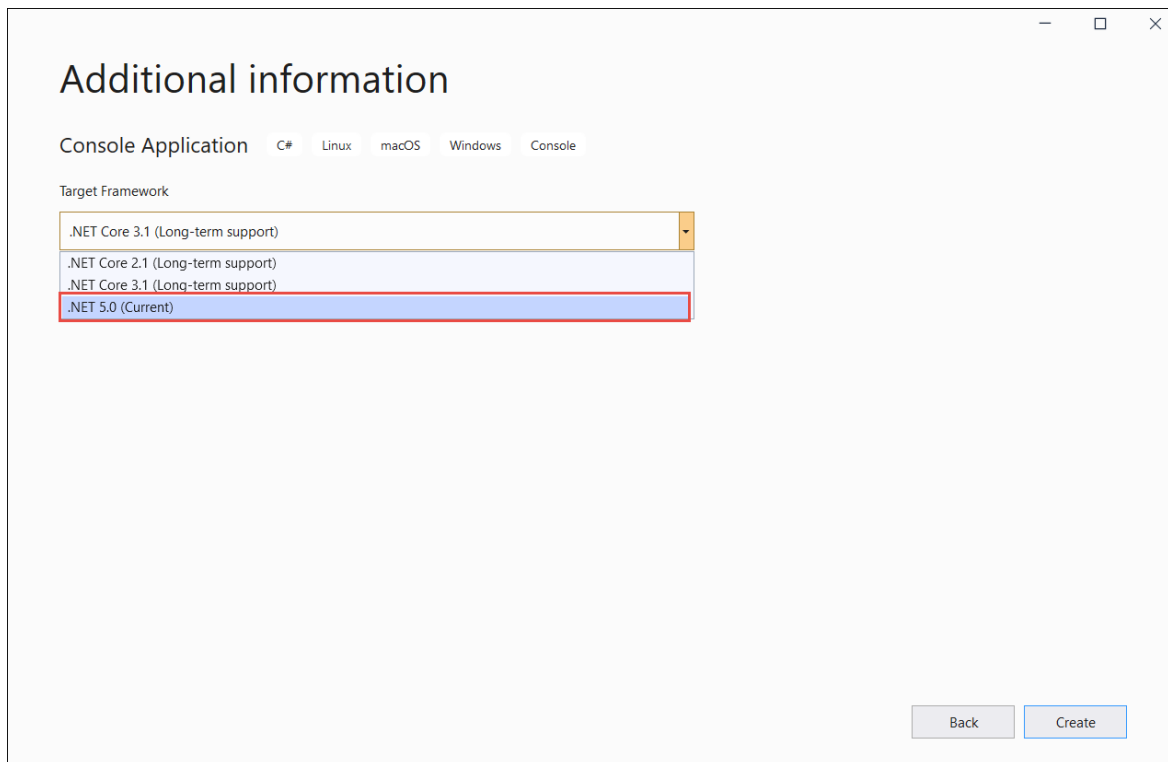 Additional information
Console Application C# Linux macOS Windows Console
Target Framework
.NET Core 3.1 (Long-term support)
.NET Core 2.1 (Long-term support)
.NET Core 3.1 (Long-term support)
.NET 5.0 (Current)
Back Create